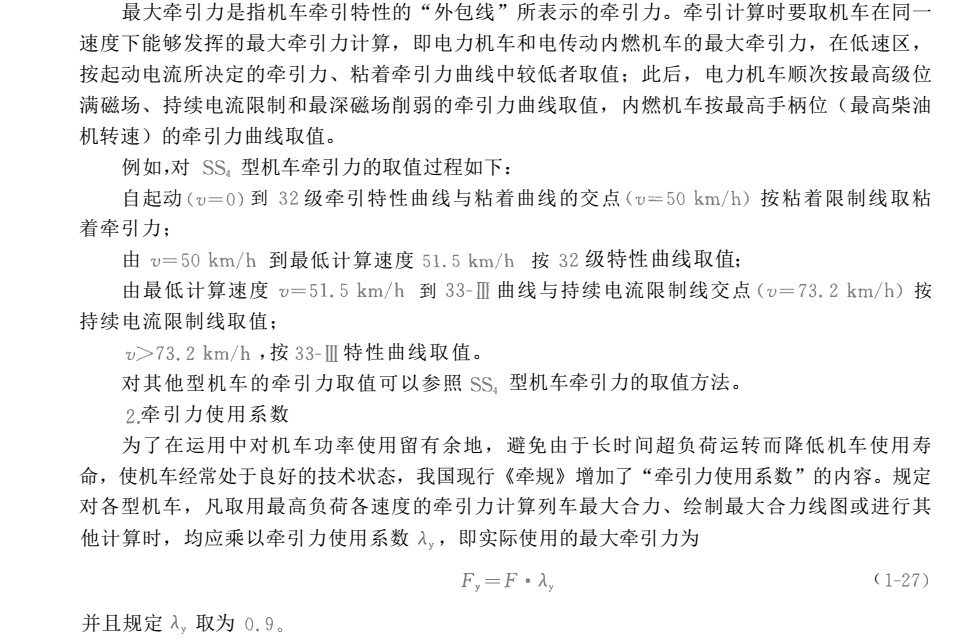 最大牵引力是指机车牵引特性的“外包线”所表示的牵引力。牵引计算时要取机车在同一
速度下能够发挥的最大牵引力计算，即电力机车和电传动内燃机车的最大牵引力，在低速区，
按起动电流所决定的牵引力、粘着牵引力曲线中较低者取值；此后，电力机车顺次按最高级位
满磁场、持续电流限制和最深磁场削弱的牵引力曲线取值，内燃机车按最高手柄位（最高柴油
机转速）的牵引力曲线取值。
例如,对 SS₄ 型机车牵引力的取值过程如下：
自起动(v=0)到 32级牵引特性曲线与粘着曲线的交点(v=50 km/h) 按粘着限制线取粘
着牵引力；
由 v=50 km/h 到最低计算速度 51.5 km/h 按 32 级特性曲线取值;
由最低计算速度 v=51.5 km/h 到 33-Ⅲ 曲线与持续电流限制线交点(v=73.2 km/h) 按
持续电流限制线取值；
v>73.2 km/h ,按 33-Ⅲ 特性曲线取值。
对其他型机车的牵引力取值可以参照 SS₄ 型机车牵引力的取值方法。
2.牵引力使用系数
为了在运用中对机车功率使用留有余地，避免由于长时间超负荷运转而降低机车使用寿
命，使机车经常处于良好的技术状态，我国现行《牵规》增加了“牵引力使用系数”的内容。规定
对各型机车，凡取用最高负荷各速度的牵引力计算列车最大合力、绘制最大合力线图或进行其
他计算时，均应乘以牵引力使用系数 λy，即实际使用的最大牵引力为
Fy=F·λy （1-27）
并且规定 λy 取为 0.9。